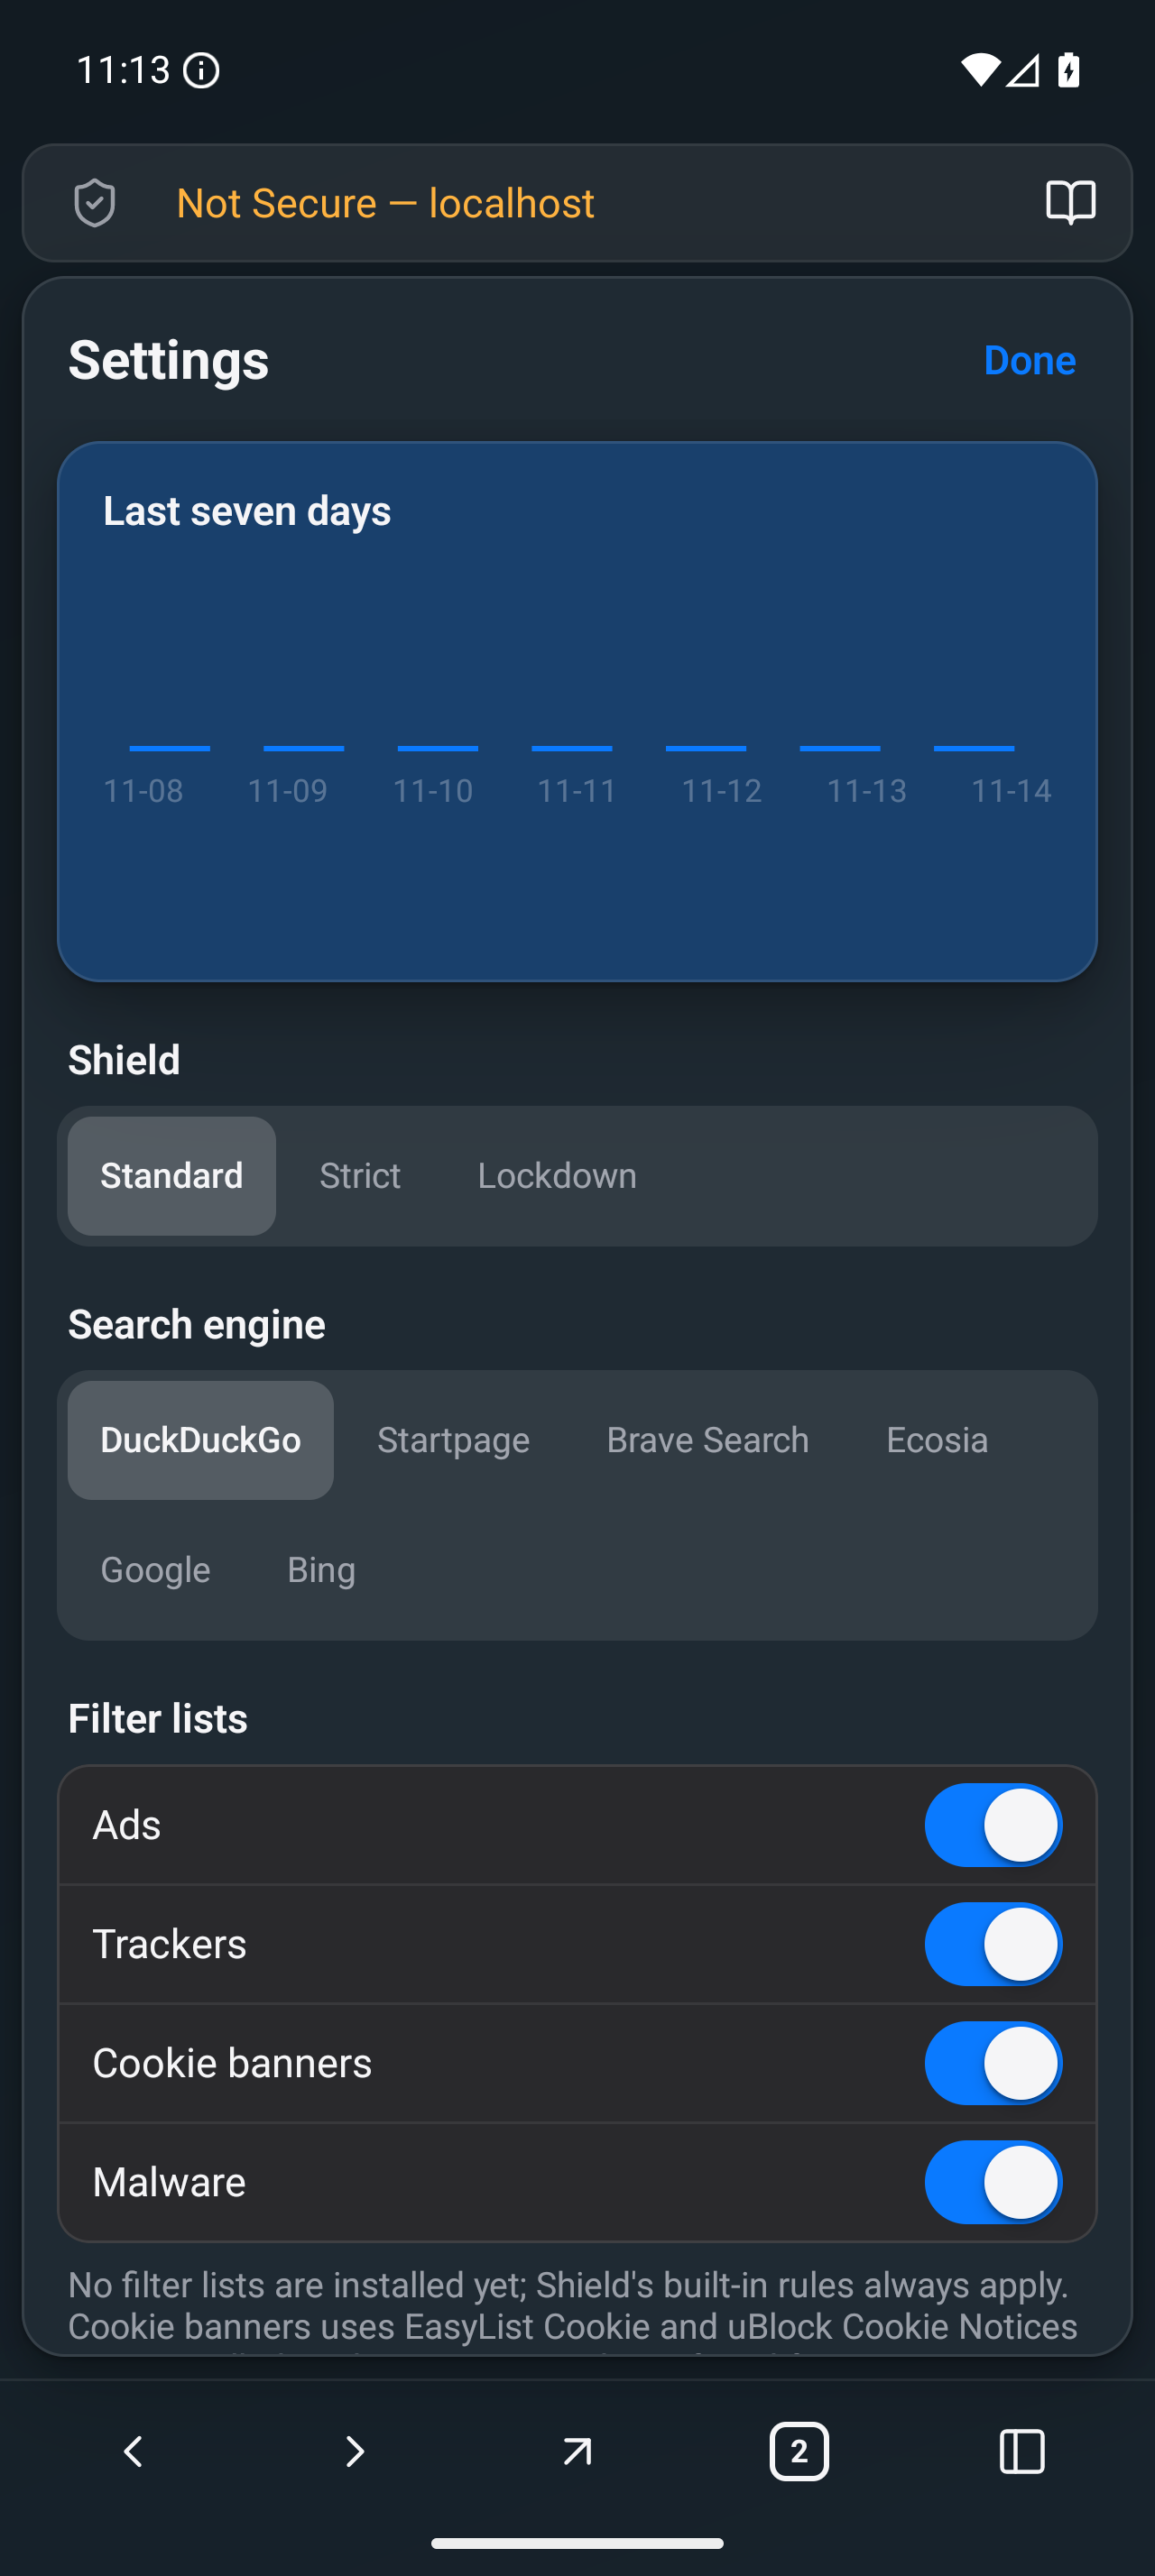 11:13
Not Secure — localhost
Settings
Done
Last seven days
11-08 11-09 11-10 11-11 11-12 11-13 11-14
Shield
Standard Strict Lockdown
Search engine
DuckDuckGo Startpage Brave Search Ecosia
Google Bing
Filter lists
Ads
Trackers
Cookie banners
Malware
No filter lists are installed yet; Shield's built-in rules always apply.
Cookie banners uses EasyList Cookie and uBlock Cookie Notices
2